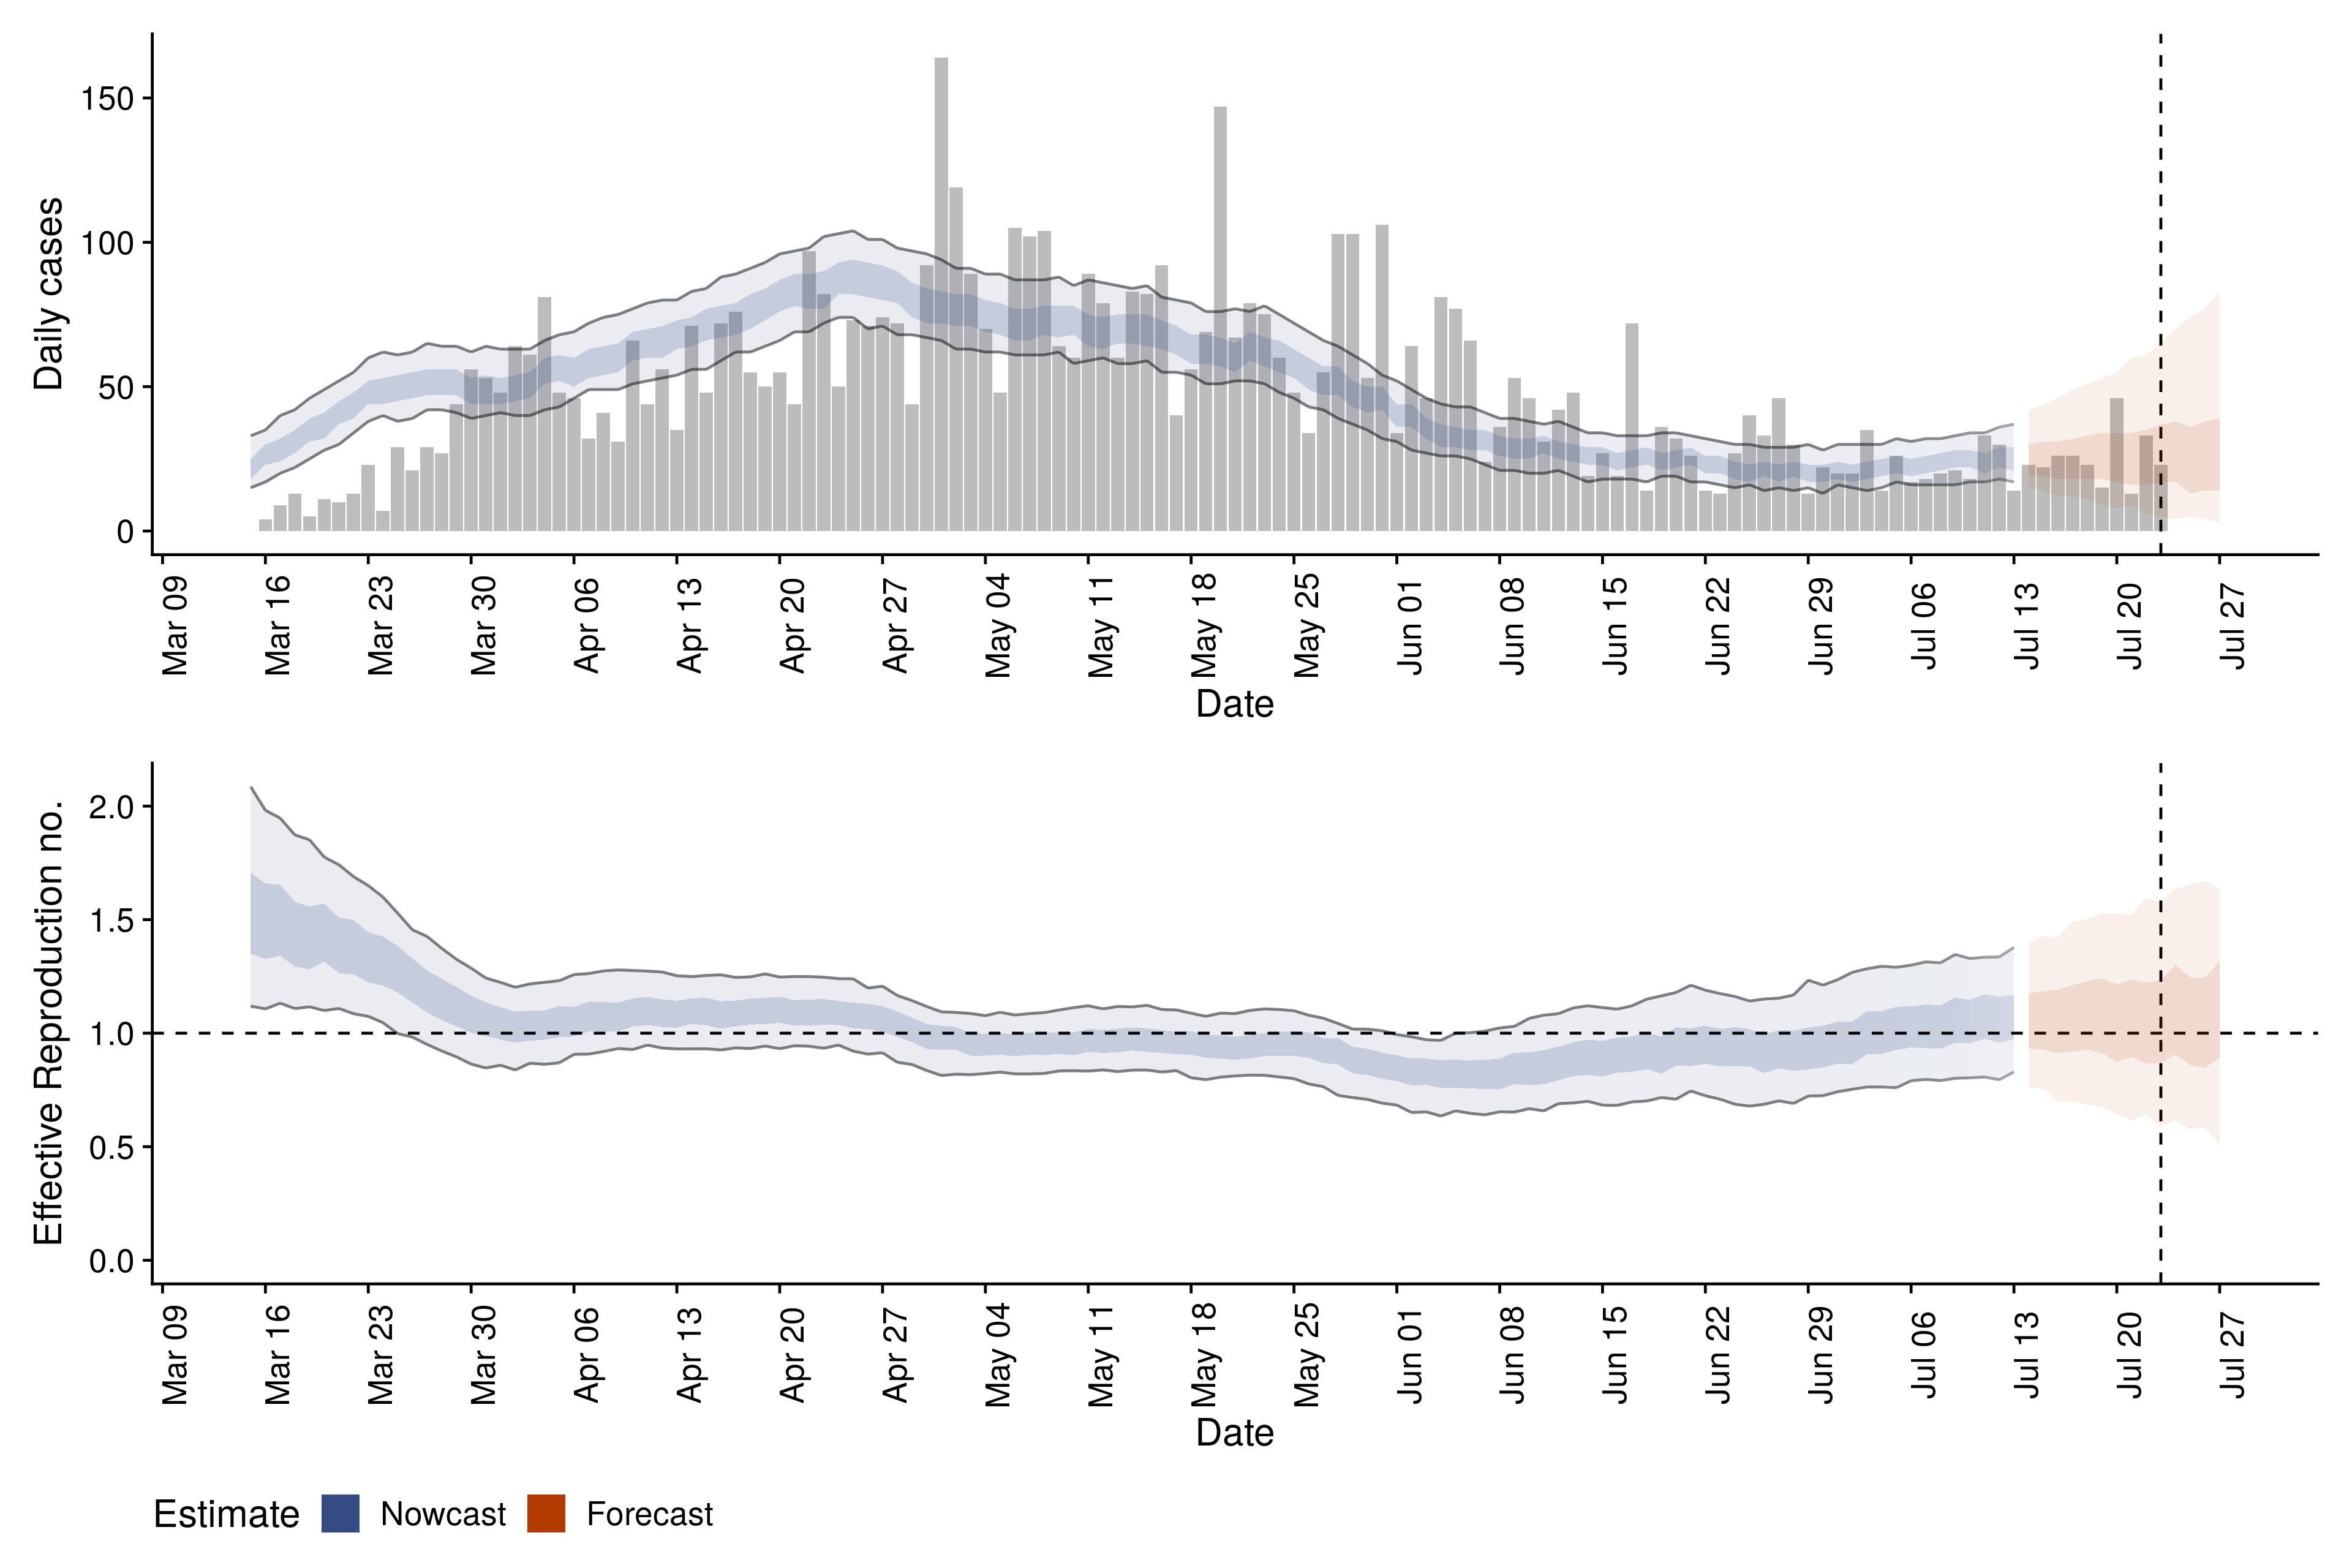 Daily cases
150
100
50
0
Mar 09
Mar 16
Mar 23
Mar 30
Apr 06
Apr 13
Apr 20
Apr 27
May 04
May 11
May 18
May 25
Jun 01
Jun 08
Jun 15
Jun 22
Jun 29
Jul 06
Jul 13
Jul 20
Jul 27
Date
Effective Reproduction no.
2.0
1.5
1.0
0.5
0.0
Mar 09
Mar 16
Mar 23
Mar 30
Apr 06
Apr 13
Apr 20
Apr 27
May 04
May 11
May 18
May 25
Jun 01
Jun 08
Jun 15
Jun 22
Jun 29
Jul 06
Jul 13
Jul 20
Jul 27
Date
Estimate Nowcast Forecast